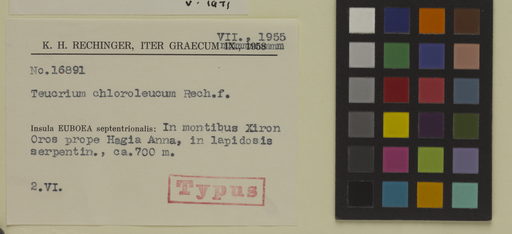 V. 1971
VII., 1955
K. H. RECHINGER, ITER GRAECUM IX., 1958
No.16891
Teucrium chloroleucum Rech.f.
Insula EUBOEA septentrionalis: In montibus Xiron
Oros prope Hagia Anna, in lapidosis
serpentin., ca.700 m.
2.VI.
Typus